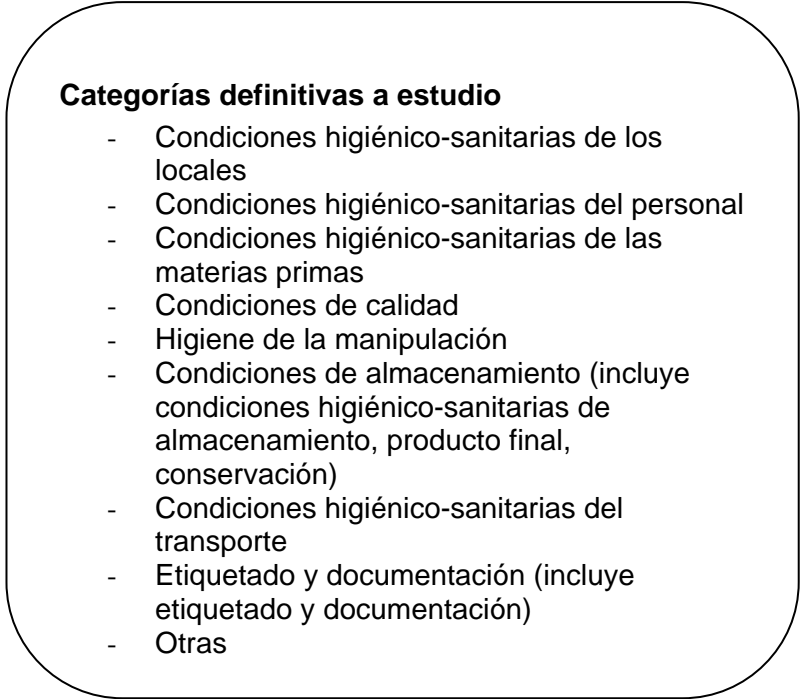 Categorías definitivas a estudio
- Condiciones higiénico-sanitarias de los
locales
- Condiciones higiénico-sanitarias del personal
- Condiciones higiénico-sanitarias de las
materias primas
- Condiciones de calidad
- Higiene de la manipulación
- Condiciones de almacenamiento (incluye
condiciones higiénico-sanitarias de
almacenamiento, producto final,
conservación)
- Condiciones higiénico-sanitarias del
transporte
- Etiquetado y documentación (incluye
etiquetado y documentación)
- Otras